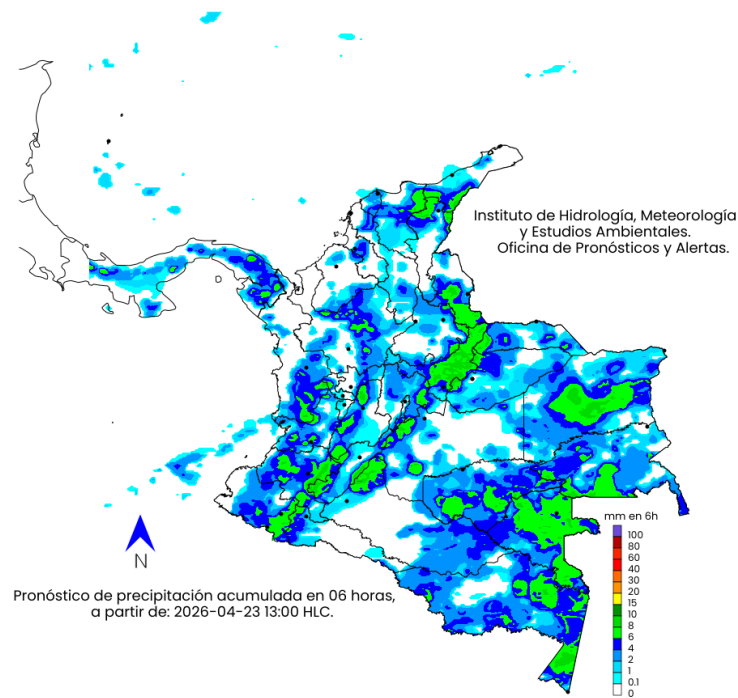 Instituto de Hidrología, Meteorología
y Estudios Ambientales.
Oficina de Pronósticos y Alertas.
mm en 6h
100
80
60
40
30
20
15
10
8
6
4
2
1
0.1
0
N
Pronóstico de precipitación acumulada en 06 horas,
a partir de: 2026-04-23 13:00 HLC.